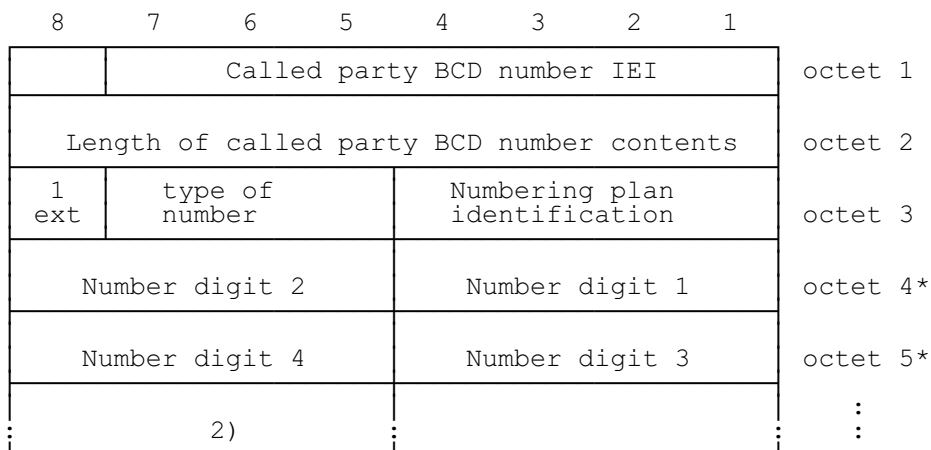 8 7 6 5 4 3 2 1
Called party BCD number IEI octet 1
Length of called party BCD number contents octet 2
1 type of Numbering plan
ext number identification octet 3
Number digit 2 Number digit 1 octet 4*
Number digit 4 Number digit 3 octet 5*
2) :
: